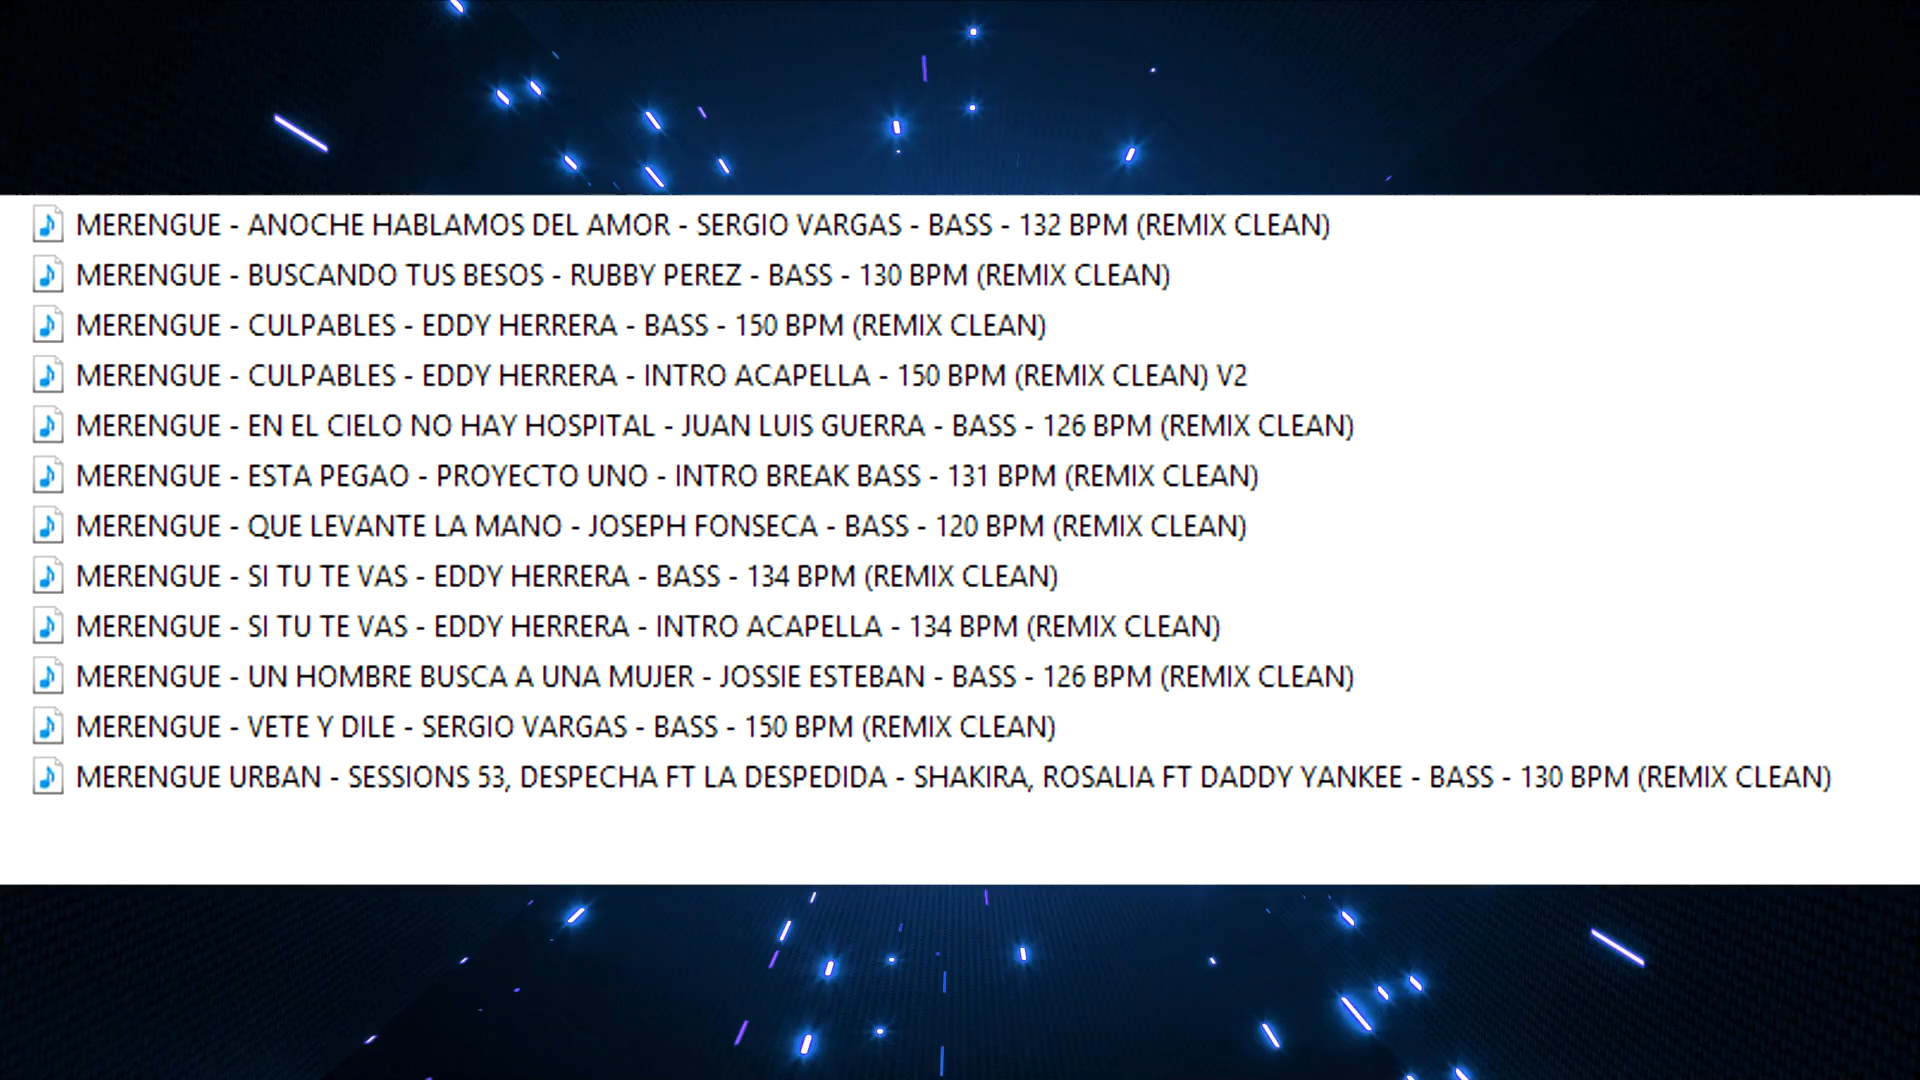 MERENGUE - ANOCHE HABLAMOS DEL AMOR - SERGIO VARGAS - BASS - 132 BPM (REMIX CLEAN)
MERENGUE - BUSCANDO TUS BESOS - RUBBY PEREZ - BASS - 130 BPM (REMIX CLEAN)
MERENGUE - CULPABLES - EDDY HERRERA - BASS - 150 BPM (REMIX CLEAN)
MERENGUE - CULPABLES - EDDY HERRERA - INTRO ACAPELLA - 150 BPM (REMIX CLEAN) V2
MERENGUE - EN EL CIELO NO HAY HOSPITAL - JUAN LUIS GUERRA - BASS - 126 BPM (REMIX CLEAN)
MERENGUE - ESTA PEGAO - PROYECTO UNO - INTRO BREAK BASS - 131 BPM (REMIX CLEAN)
MERENGUE - QUE LEVANTE LA MANO - JOSEPH FONSECA - BASS - 120 BPM (REMIX CLEAN)
MERENGUE - SI TU TE VAS - EDDY HERRERA - BASS - 134 BPM (REMIX CLEAN)
MERENGUE - SI TU TE VAS - EDDY HERRERA - INTRO ACAPELLA - 134 BPM (REMIX CLEAN)
MERENGUE - UN HOMBRE BUSCA A UNA MUJER - JOSSIE ESTEBAN - BASS - 126 BPM (REMIX CLEAN)
MERENGUE - VETE Y DILE - SERGIO VARGAS - BASS - 150 BPM (REMIX CLEAN)
MERENGUE URBAN - SESSIONS 53, DESPECHA FT LA DESPEDIDA - SHAKIRA, ROSALIA FT DADDY YANKEE - BASS - 130 BPM (REMIX CLEAN)